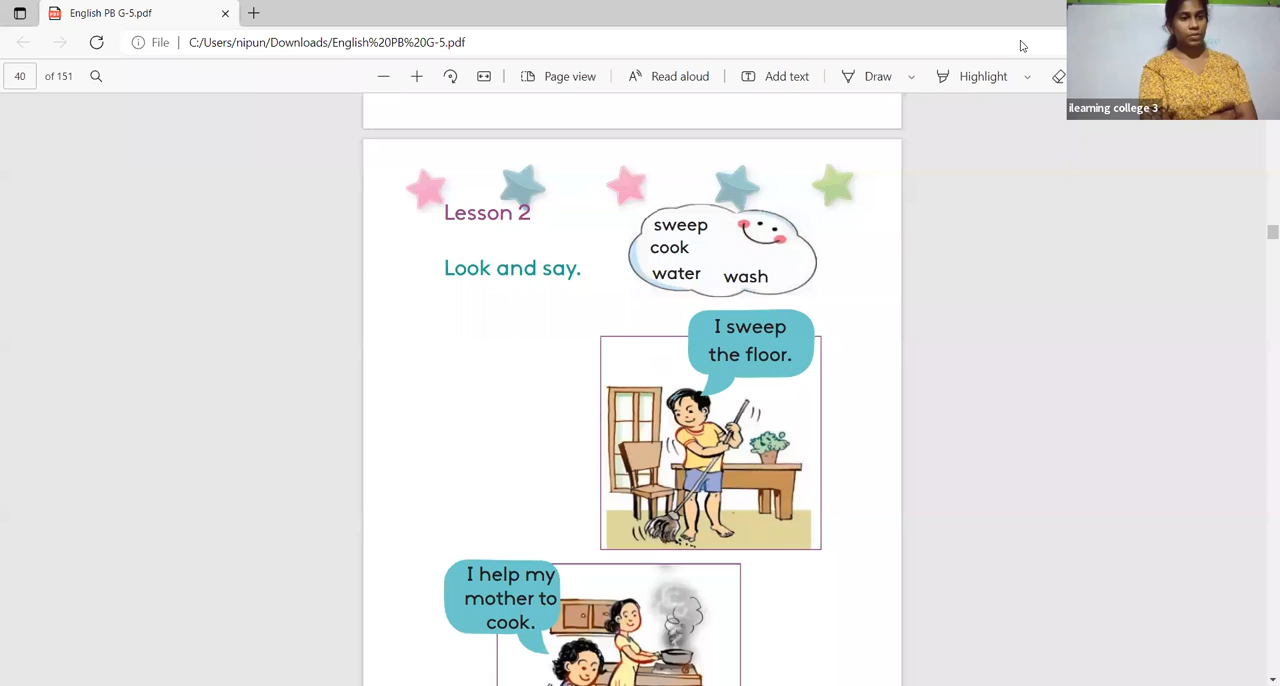 English PB G-5.pdf
File
C:/Users/nipun/Downloads/English%20PB%20G-5.pdf
40 of 151
Page view
Read aloud
Add text
Draw
Highlight
ilearning college 3
Lesson 2
Look and say.
sweep
cook
water wash
I sweep
the floor.
I help my
mother to
cook.